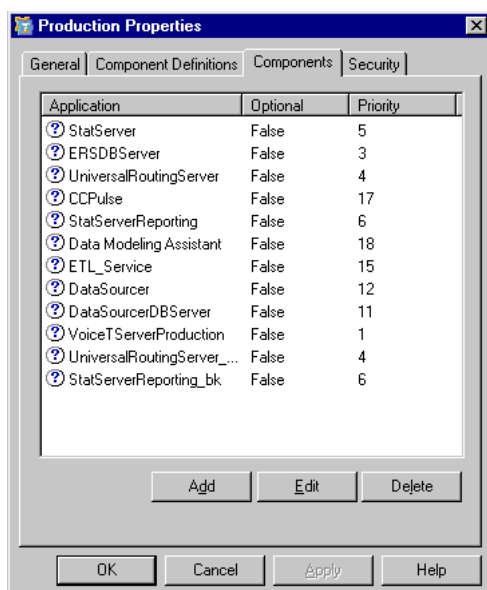 Production Properties
General Component Definitions Components Security
Application Optional Priority
StatServer False 5
ERSDBServer False 3
UniversalRoutingServer False 4
CCPulse False 17
StatServerReporting False 6
Data Modeling Assistant False 18
ETL_Service False 15
DataSourcer False 12
DataSourcerDBServer False 11
VoiceTServerProduction False 1
UniversalRoutingServer_... False 4
StatServerReporting_bk False 6
Add Edit Delete
OK Cancel Apply Help